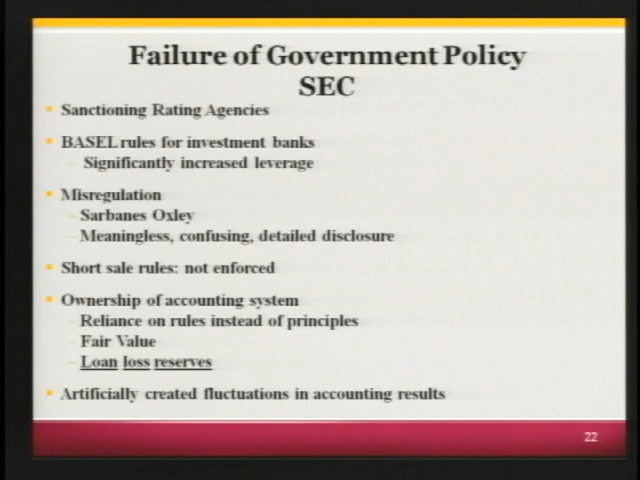 Failure of Government Policy
SEC
Sanctioning Rating Agencies
BASEL rules for investment banks
Significantly increased leverage
Misregulation
Sarbanes Oxley
Meaningless, confusing, detailed disclosure
Short sale rules: not enforced
Ownership of accounting system
Reliance on rules instead of principles
Fair Value
Loan loss reserves
Artificially created fluctuations in accounting results
22